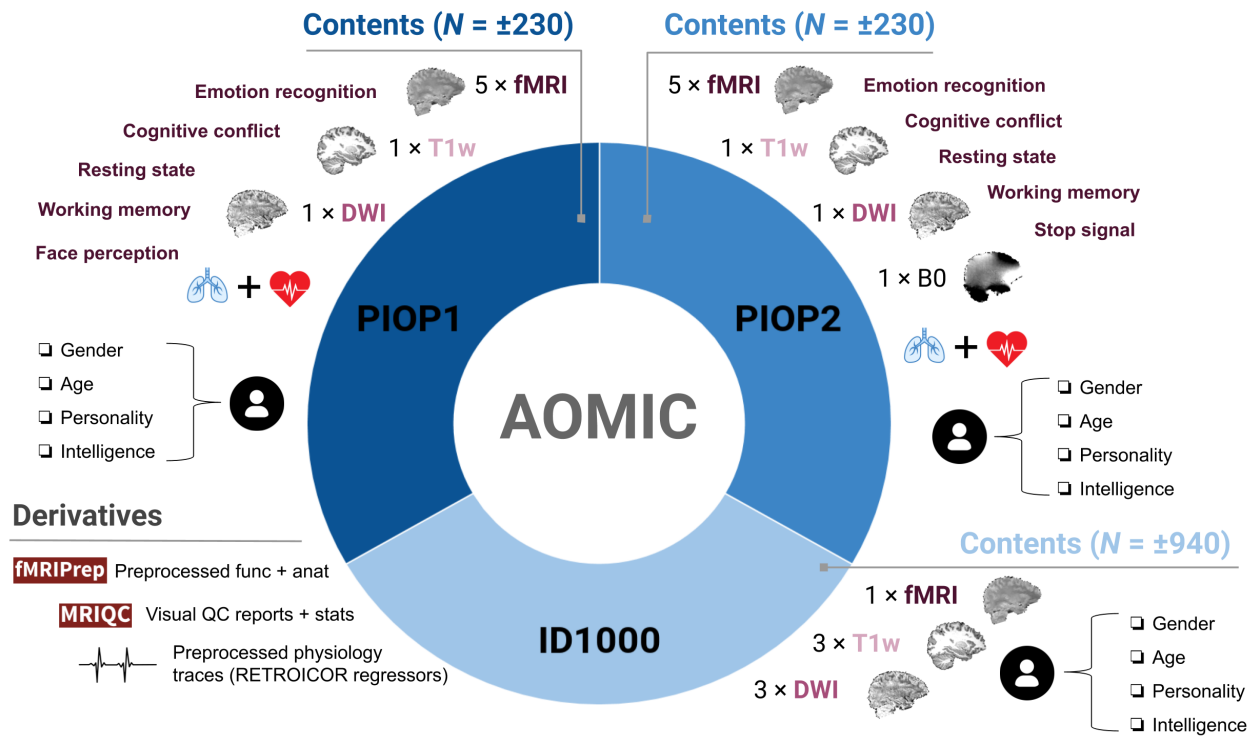 Contents (N = ±230)
5 × fMRI
Emotion recognition
Cognitive conflict
1 × T1w
Resting state
Working memory
1 × DWI
Face perception
+
PIOP1
❏ Gender
❏ Age
❏ Personality
❏ Intelligence
Contents (N = ±230)
5 × fMRI
Emotion recognition
Cognitive conflict
1 × T1w
Resting state
Working memory
1 × DWI
Stop signal
1 × B0
+
PIOP2
❏ Gender
❏ Age
❏ Personality
❏ Intelligence
AOMIC
Derivatives
fMRIPrep Preprocessed func + anat
MRIQC Visual QC reports + stats
Preprocessed physiology
traces (RETROICOR regressors)
ID1000
Contents (N = ±940)
1 × fMRI
3 × T1w
3 × DWI
❏ Gender
❏ Age
❏ Personality
❏ Intelligence